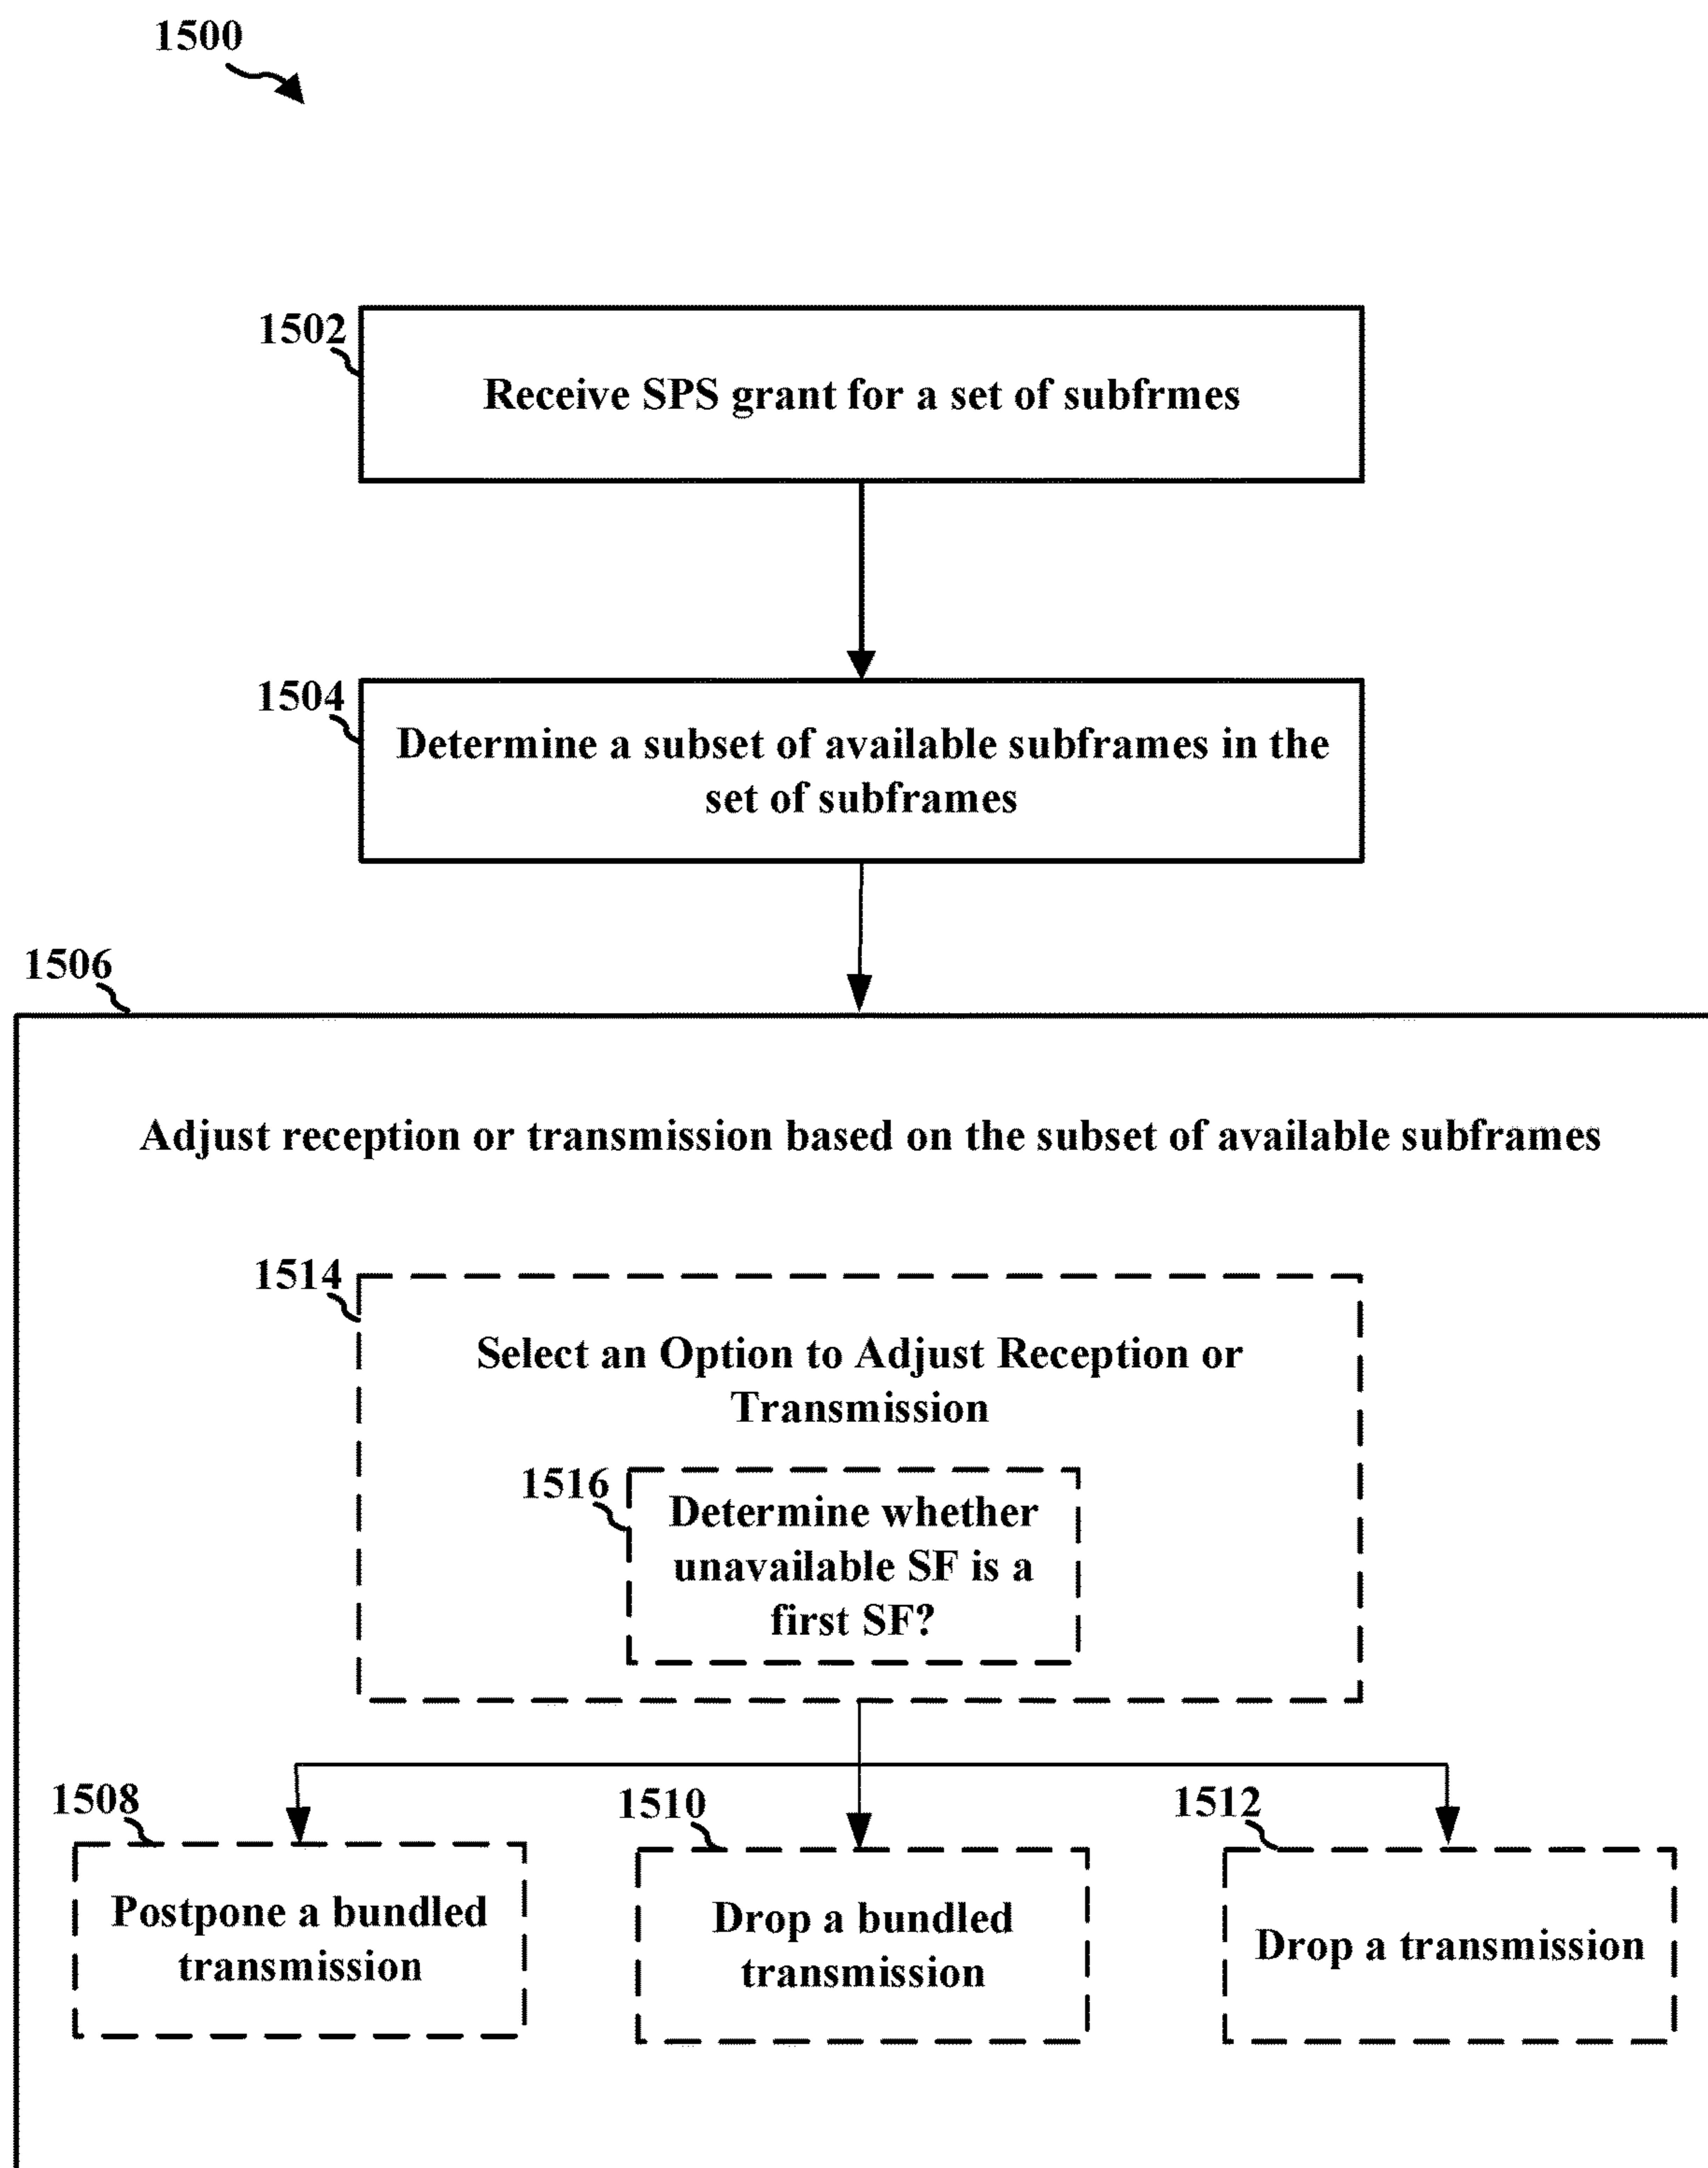 1500
1502
Receive SPS grant for a set of subfrmes
1504
Determine a subset of available subframes in the
set of subframes
1506
Adjust reception or transmission based on the subset of available subframes
1514
Select an Option to Adjust Reception or
Transmission
1516
Determine whether
unavailable SF is a
first SF?
1508
Postpone a bundled
transmission
1510
Drop a bundled
transmission
1512
Drop a transmission